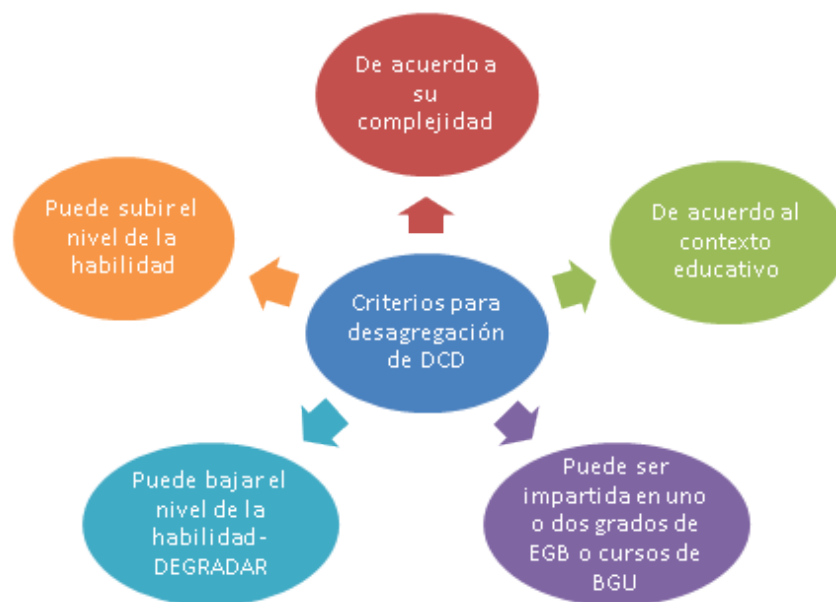 De acuerdo a
su
complejidad
Puede subir el
nivel de la
habilidad
De acuerdo al
contexto
educativo
Criterios para
desagregación
de DCD
Puede bajar el
nivel de la
habilidad-
DEGRADAR
Puede ser
impartida en uno
o dos grados de
EGB o cursos de
BGU